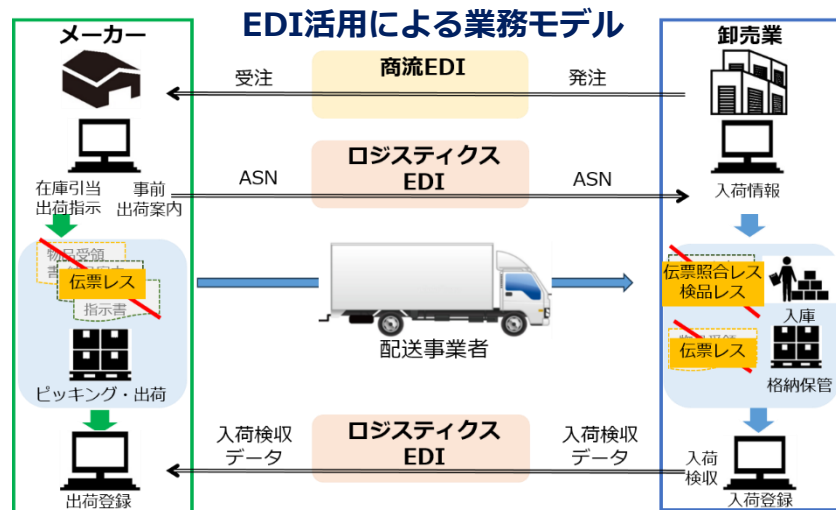 EDI活用による業務モデル
メーカー
卸売業
受注
商流EDI
発注
ASN
ロジスティクス
EDI
ASN
在庫引当
出荷指示
事前
出荷案内
入荷情報
物品受領
伝票レス
指示書
ピッキング・出荷
配送事業者
伝票照合レス
検品レス
入庫
伝票レス
格納保管
入荷検収
データ
ロジスティクス
EDI
入荷検収
データ
入荷
検収
出荷登録
入荷登録